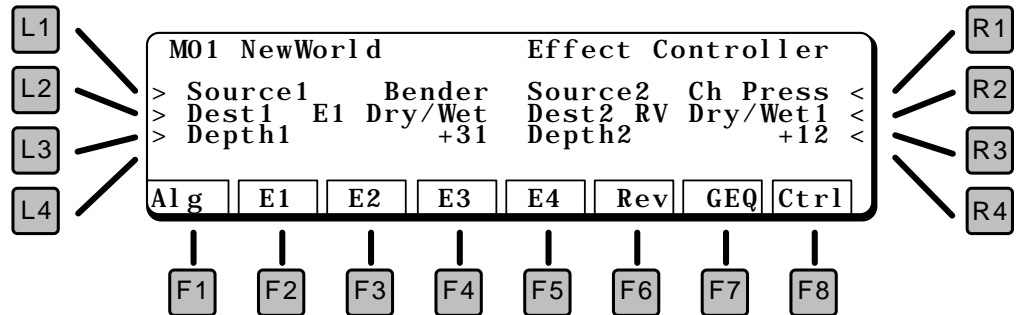 L1
L2
L3
L4
M01 NewWorld Effect Controller
> Source1 Bender Source2 Ch Press <
> Dest1 E1 Dry/Wet Dest2 RV Dry/Wet1 <
> Depth1 +31 Depth2 +12 <
Alg E1 E2 E3 E4 Rev GEQ Ctrl
R1
R2
R3
R4
F1 F2 F3 F4 F5 F6 F7 F8